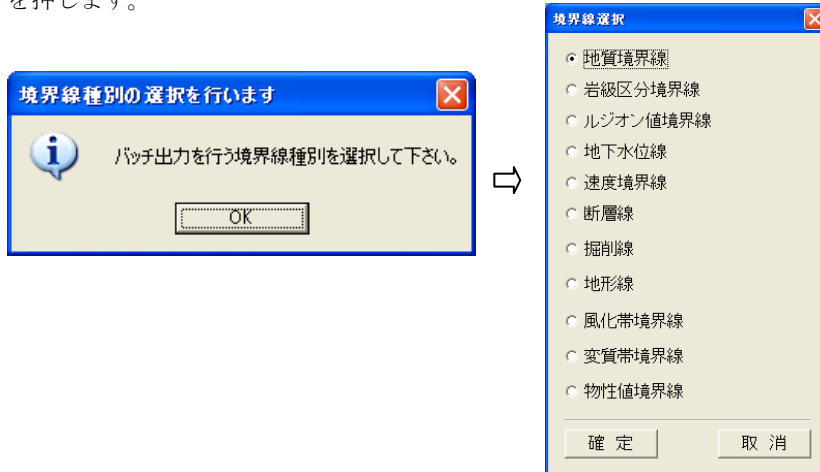 を押します。
境界線種別の選択を行います
バッチ出力を行う境界線種別を選択して下さい。
OK
境界線選択
地質境界線
岩級区分境界線
ルジオン値境界線
地下水位線
速度境界線
断層線
掘削線
地形線
風化帯境界線
変質帯境界線
物性値境界線
確 定
取 消